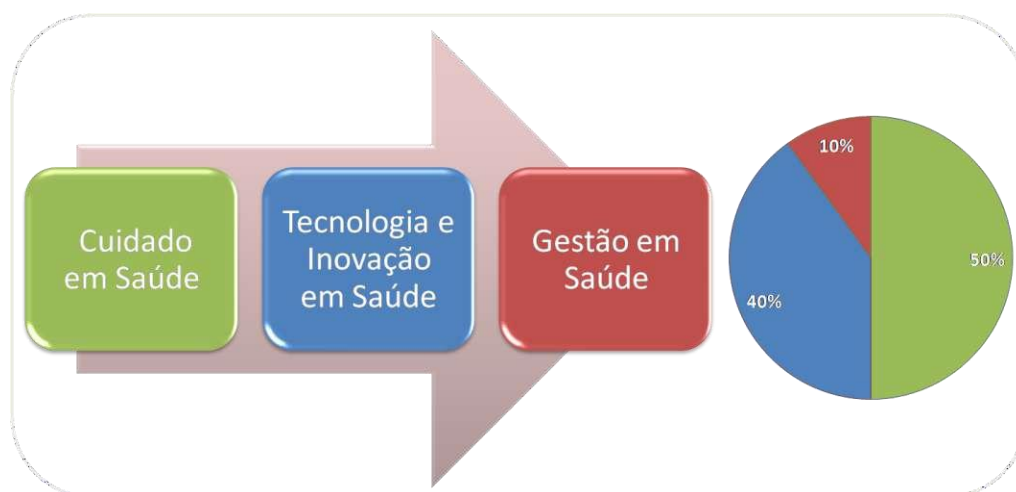 Cuidado
em Saúde
Tecnologia e
Inovação
em Saúde
Gestão em
Saúde
10%
50%
40%